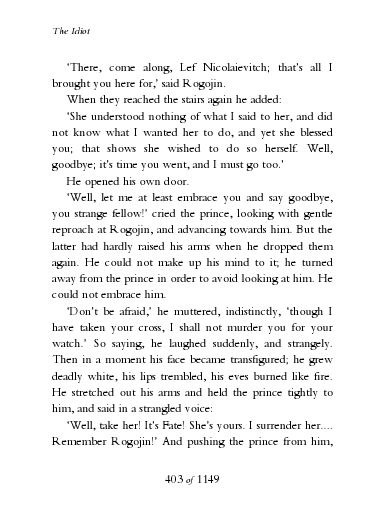 The Idiot
‘There, come along, Lef Nicolaievitch; that’s all I
brought you here for,’ said Rogojin.
When they reached the stairs again he added:
‘She understood nothing of what I said to her, and did
not know what I wanted her to do, and yet she blessed
you; that shows she wished to do so herself. Well,
goodbye; it’s time you went, and I must go too.’
He opened his own door.
‘Well, let me at least embrace you and say goodbye,
you strange fellow!’ cried the prince, looking with gentle
reproach at Rogojin, and advancing towards him. But the
latter had hardly raised his arms when he dropped them
again. He could not make up his mind to it; he turned
away from the prince in order to avoid looking at him. He
could not embrace him.
‘Don’t be afraid,’ he muttered, indistinctly, ‘though I
have taken your cross, I shall not murder you for your
watch.’ So saying, he laughed suddenly, and strangely.
Then in a moment his face became transfigured; he grew
deadly white, his lips trembled, his eyes burned like fire.
He stretched out his arms and held the prince tightly to
him, and said in a strangled voice:
‘Well, take her! It’s Fate! She’s yours. I surrender her....
Remember Rogojin!’ And pushing the prince from him,
403 of 1149